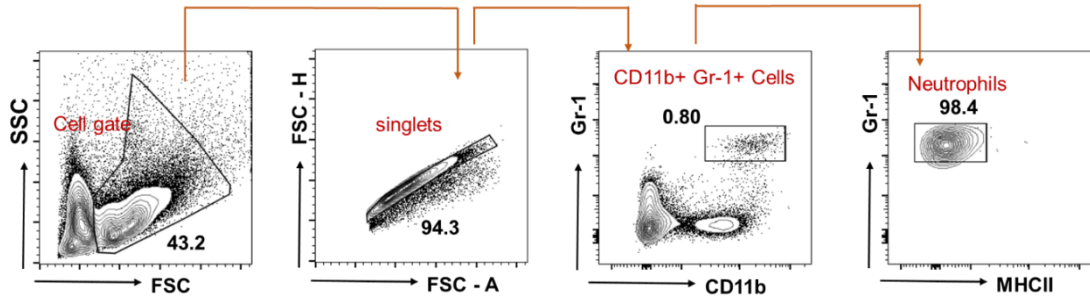 SSC
Cell gate
43.2
FSC
FSC - H
singlets
94.3
FSC - A
Gr-1
CD11b+ Gr-1+ Cells
0.80
CD11b
Gr-1
Neutrophils
98.4
MHCII